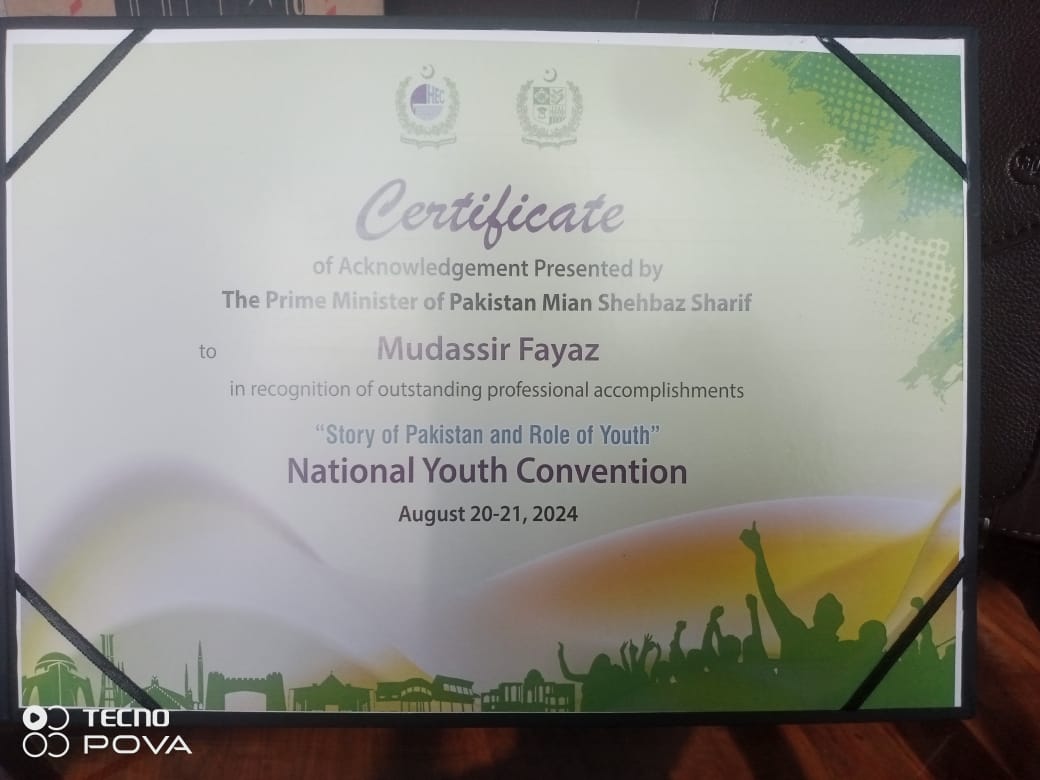 HEC
Certificate
of Acknowledgement Presented by
The Prime Minister of Pakistan Mian Shehbaz Sharif
to Mudassir Fayaz
in recognition of outstanding professional accomplishments
“Story of Pakistan and Role of Youth”
National Youth Convention
August 20-21, 2024
TECNO
POVA